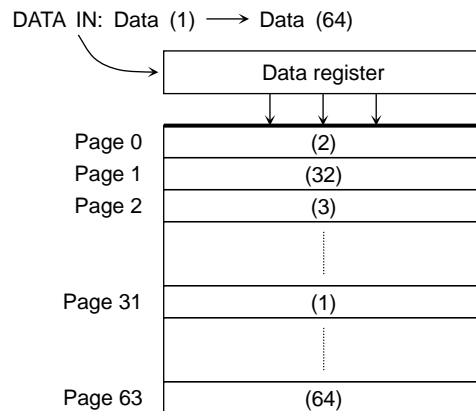 DATA IN: Data (1) ⟶ Data (64)
Data register
Page 0 (2)
Page 1 (32)
Page 2 (3)
Page 31 (1)
Page 63 (64)